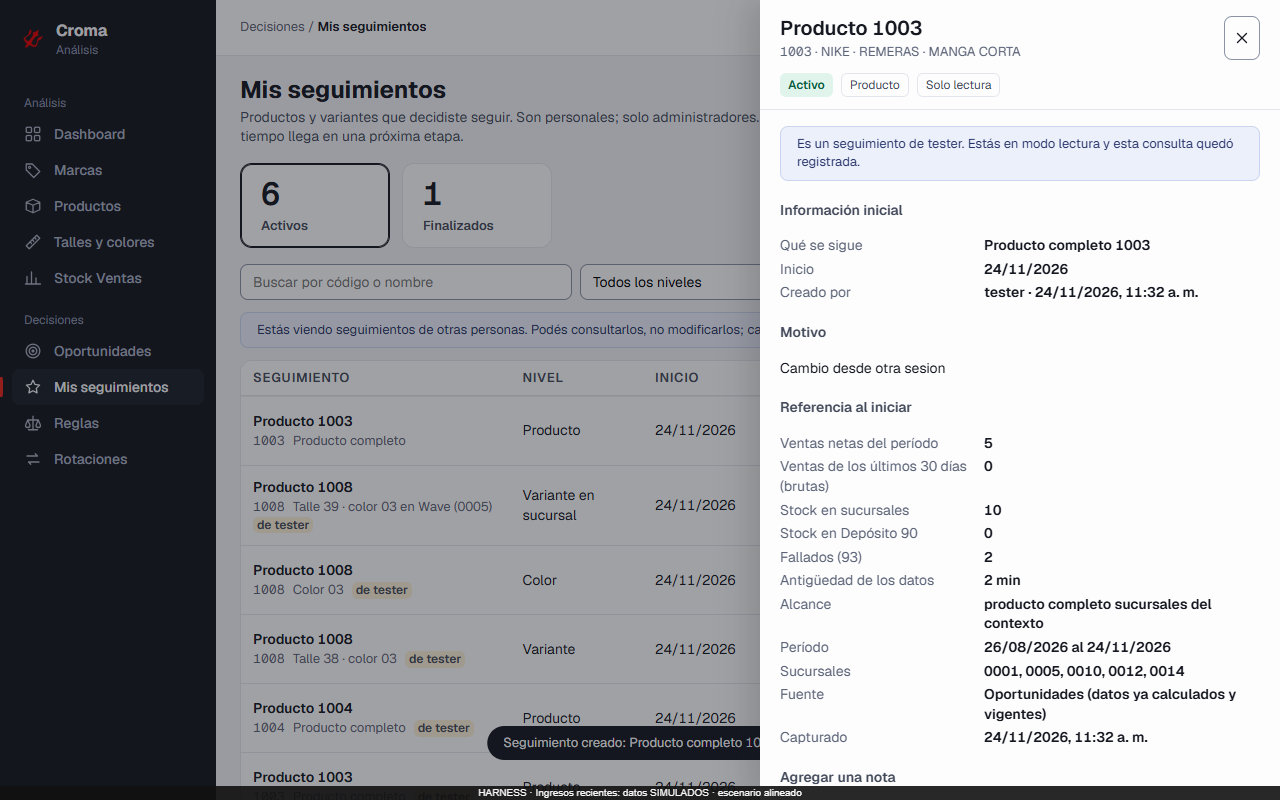 Croma
Análisis
Análisis
Dashboard
Marcas
Productos
Talles y colores
Stock Ventas
Decisiones
Oportunidades
Mis seguimientos
Reglas
Rotaciones
Decisiones / Mis seguimientos
Mis seguimientos
Productos y variantes que decidiste seguir. Son personales; solo administradores.
tiempo llega en una próxima etapa.
6
Activos
1
Finalizados
Buscar por código o nombre
Todos los niveles
Estás viendo seguimientos de otras personas. Podés consultarlos, no modificarlos;
SEGUIMIENTO NIVEL INICIO
Producto 1003
1003 Producto completo
Producto
24/11/2026
Producto 1008
1008 Talle 39 · color 03 en Wave (0005)
de tester
Variante en
sucursal
24/11/2026
Producto 1008
1008 Color 03 de tester
Color
24/11/2026
Producto 1008
1008 Talle 38 · color 03 de tester
Variante
24/11/2026
Producto 1004
1004 Producto completo de tester
Producto
24/11/2026
Producto 1003
Producto
24/11/2026
1003 Producto completo de tester
Seguimiento creado: Producto completo 10
Producto 1003
1003 · NIKE · REMERAS · MANGA CORTA
Activo Producto Solo lectura
Es un seguimiento de tester. Estás en modo lectura y esta consulta quedó
registrada.
Información inicial
Qué se sigue Producto completo 1003
Inicio 24/11/2026
Creado por tester · 24/11/2026, 11:32 a. m.
Motivo
Cambio desde otra sesion
Referencia al iniciar
Ventas netas del período 5
Ventas de los últimos 30 días 0
(brutas)
Stock en sucursales 10
Stock en Depósito 90 0
Fallados (93) 2
Antigüedad de los datos 2 min
Alcance producto completo sucursales del
contexto
Período 26/08/2026 al 24/11/2026
Sucursales 0001, 0005, 0010, 0012, 0014
Fuente Oportunidades (datos ya calculados y
vigentes)
Capturado 24/11/2026, 11:32 a. m.
Agregar una nota
HARNESS · Ingresos recientes: datos SIMULADOS · escenario alineado